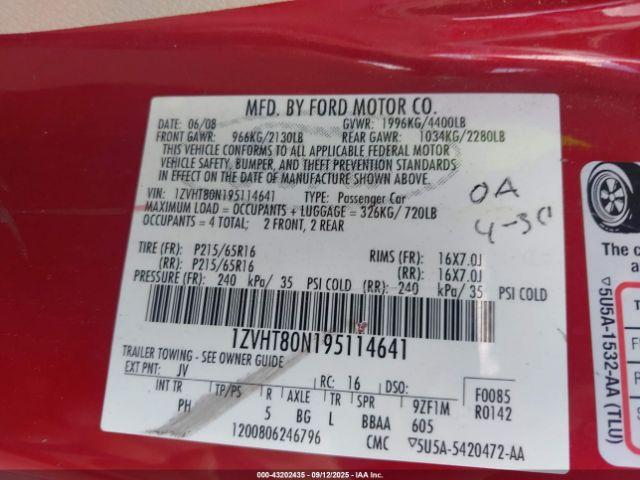 MFD. BY FORD MOTOR CO.
DATE: 06/08 GVWR: 1996KG/4400LB
FRONT GAWR: 966KG/2130LB REAR GAWR: 1034KG/2280LB
THIS VEHICLE CONFORMS TO ALL APPLICABLE FEDERAL MOTOR
VEHICLE SAFETY, BUMPER, AND THEFT PREVENTION STANDARDS
IN EFFECT ON THE DATE OF MANUFACTURE SHOWN ABOVE.
VIN: 1ZVHT80N195114641 TYPE: Passenger Car
MAXIMUM LOAD = OCCUPANTS + LUGGAGE = 326KG/720LB
OCCUPANTS = 4 TOTAL; 2 FRONT, 2 REAR
OA
TIRE (FR): P215/65R16 RIMS (FR): 16X7.0J
(RR): P215/65R16 (RR): 16X7.0J
PRESSURE (FR): 240 kPa/ 35 PSI COLD (RR): 240 kPa/ 35 PSI COLD
1ZVHT80N195114641
TRAILER TOWING - SEE OWNER GUIDE
EXT PNT: JV RC: 16 DSO: F0085
INT TR TP/PS R AXLE TR SPR 9ZF1M R0142
PH 5 BG L BBAA 605
1200806246796 CMC ▽5U5A-5420472-AA
The
▽5U5A-1532-AA (TLU)
000-43202435 - 09/12/2025 - IAAI.com